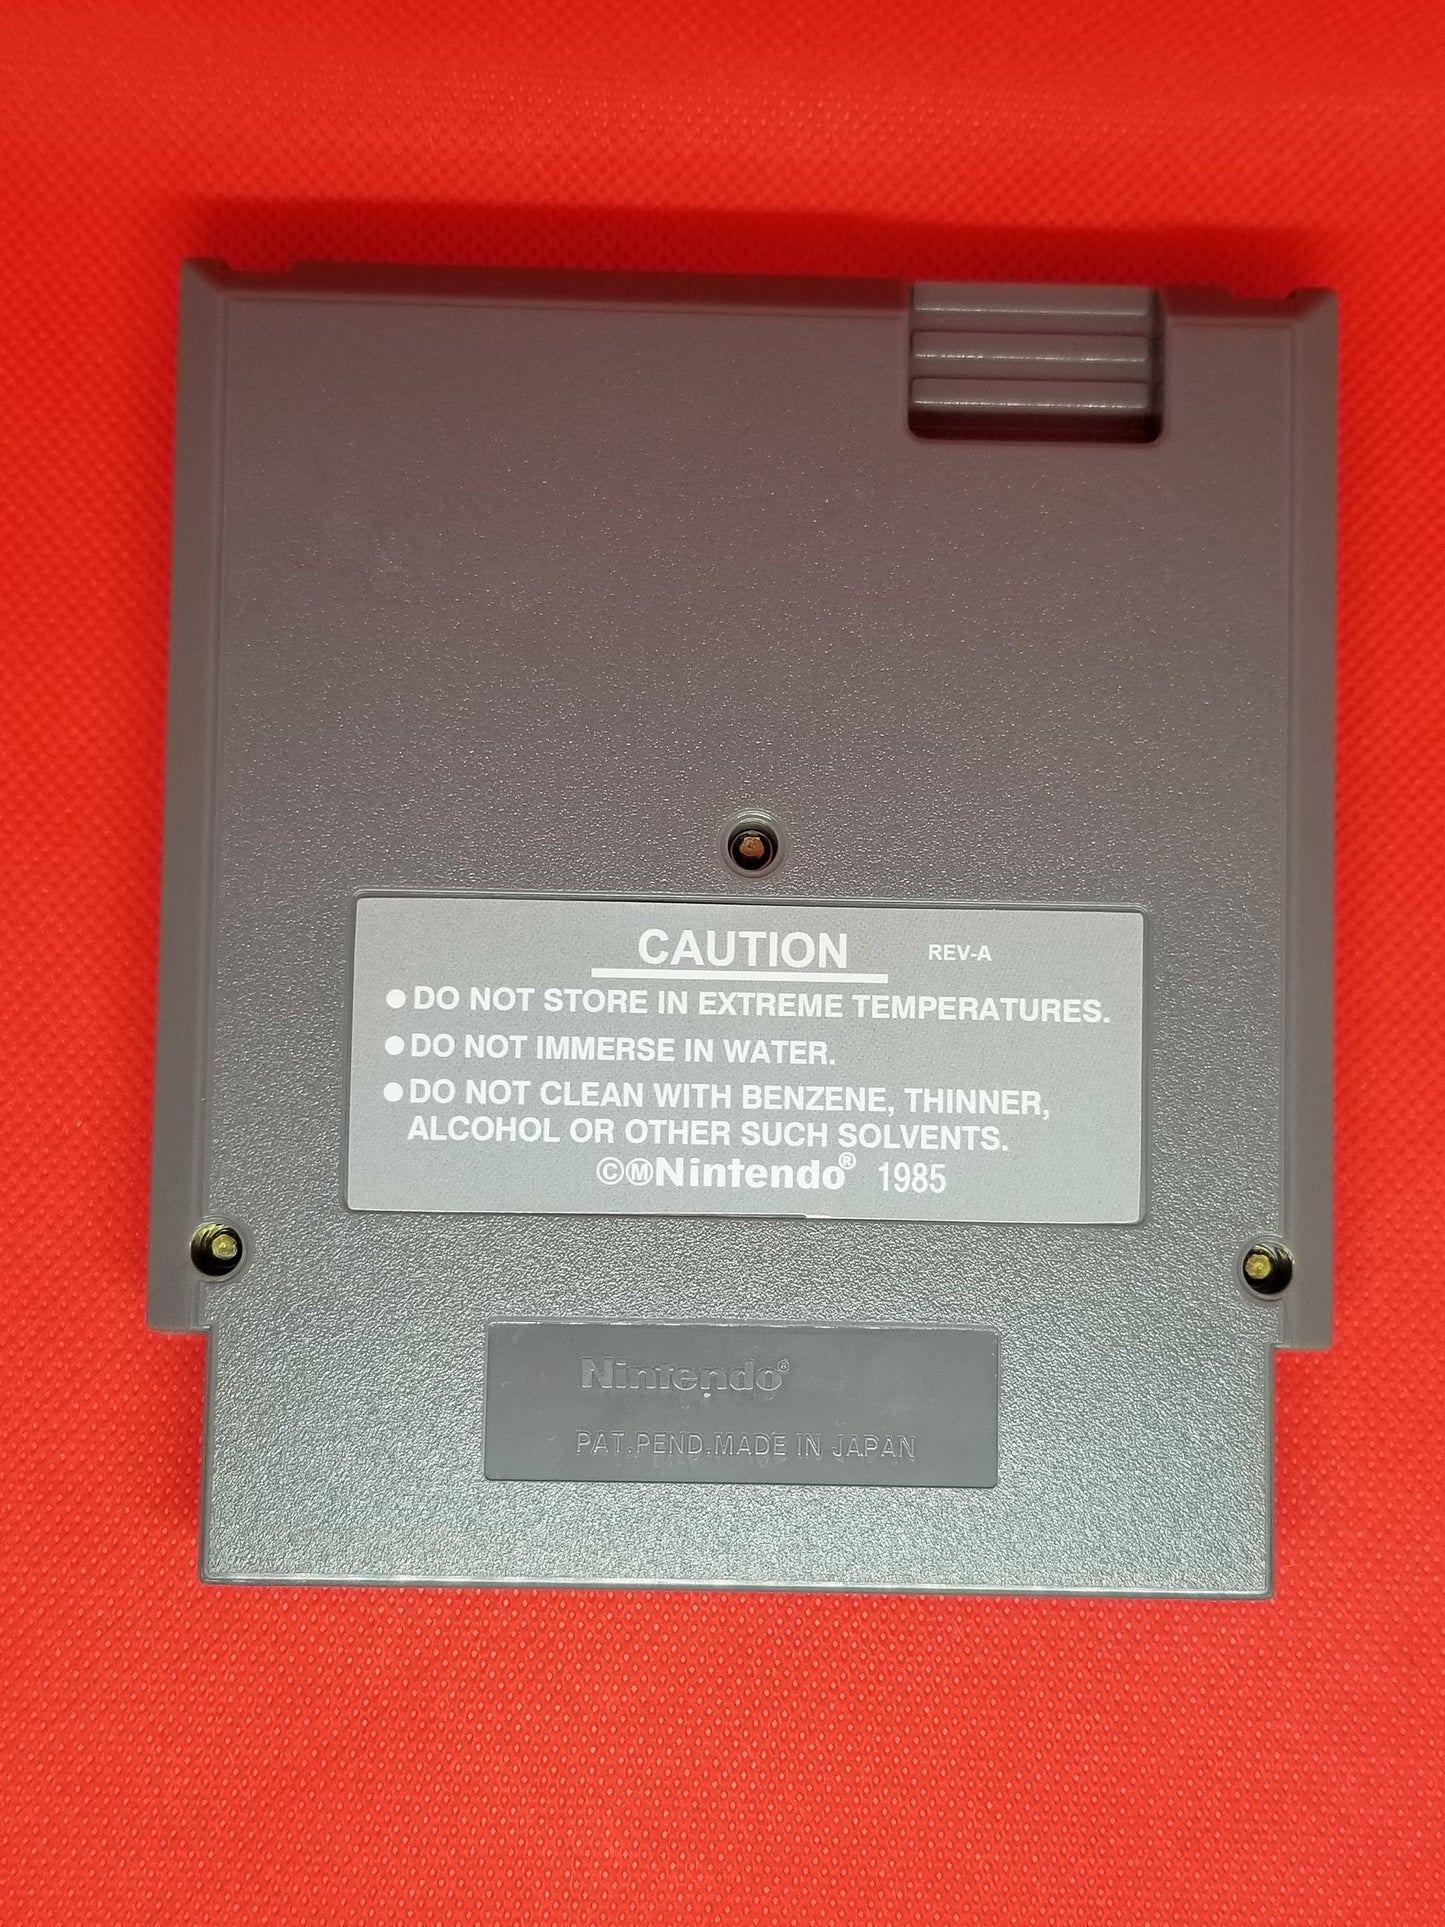 CAUTION REV-A
●DO NOT STORE IN EXTREME TEMPERATURES.
●DO NOT IMMERSE IN WATER.
●DO NOT CLEAN WITH BENZENE, THINNER,
ALCOHOL OR OTHER SUCH SOLVENTS.
©ⓂNintendo® 1985
Nintendo®
PAT.PEND.MADE IN JAPAN